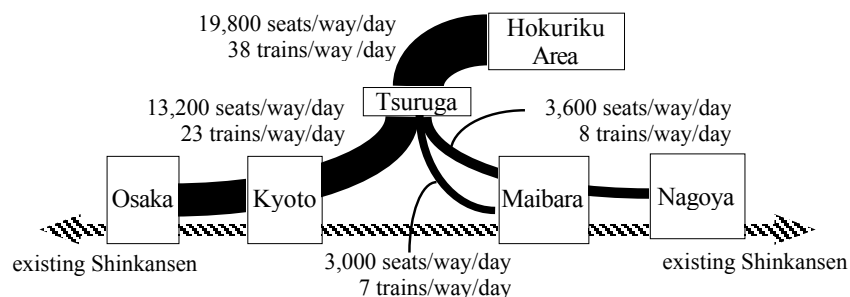 19,800 seats/way/day
38 trains/way /day
Hokuriku
Area
Tsuruga
13,200 seats/way/day
23 trains/way/day
3,600 seats/way/day
8 trains/way/day
Osaka
Kyoto
Maibara
Nagoya
existing Shinkansen
3,000 seats/way/day
7 trains/way/day
existing Shinkansen